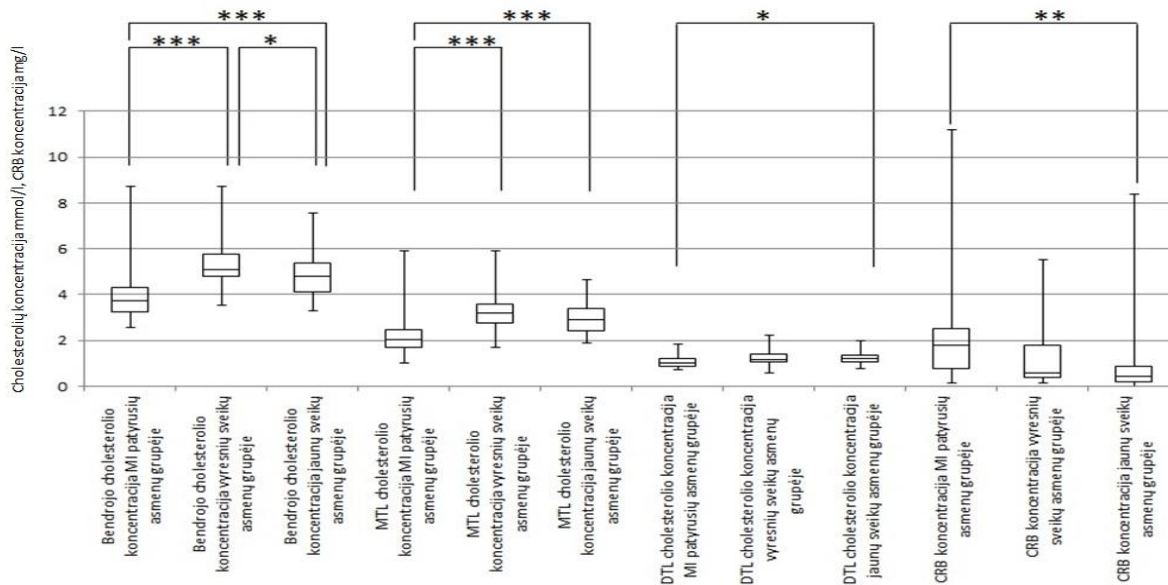 ***
***
*
***
***
*
**
Cholesterolių koncentracija mmol/l, CRB koncentracija mg/l
12
10
8
6
4
2
0
Bendrojo cholesterolio
koncentracija MI patyrusių
asmenų grupėje
Bendrojo cholesterolio
koncentracija vyresnių sveikų
asmenų grupėje
Bendrojo cholesterolio
koncentracija jaunų sveikų
asmenų grupėje
MTL cholesterolio
koncentracija MI patyrusių
asmenų grupėje
MTL cholesterolio
koncentracija vyresnių sveikų
asmenų grupėje
MTL cholesterolio
koncentracija jaunų sveikų
asmenų grupėje
DTL cholesterolio koncentracija
MI patyrusių asmenų grupėje
DTL cholesterolio koncentracija
vyresnių sveikų asmenų
grupėje
DTL cholesterolio koncentracija
jaunų sveikų asmenų grupėje
CRB koncentracija MI patyrusių
asmenų grupėje
CRB koncentracija vyresnių
sveikų asmenų grupėje
CRB koncentracija jaunų sveikų
asmenų grupėje